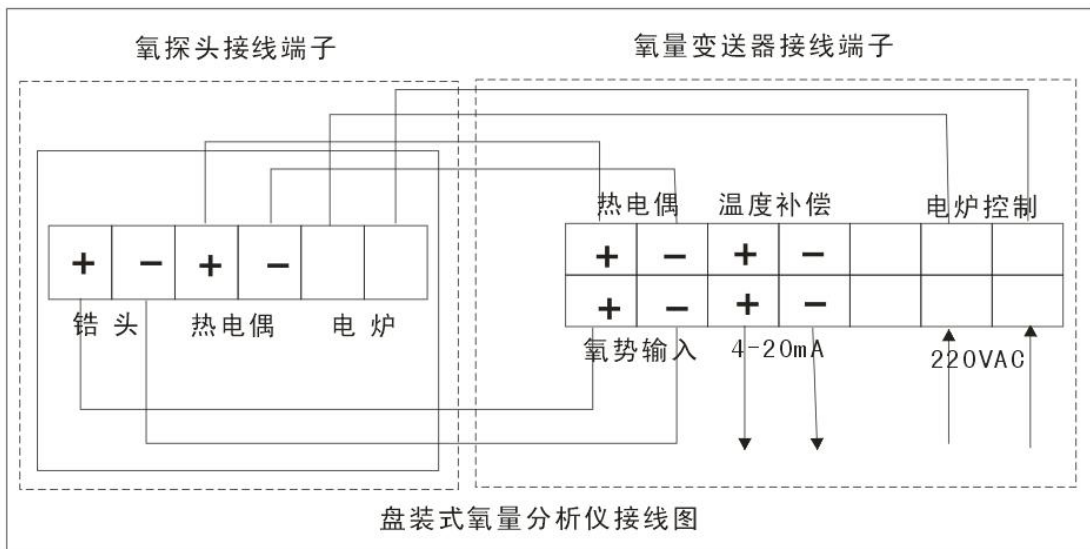 氧探头接线端子
氧量变送器接线端子
热电偶 温度补偿 电炉控制
+ - + -
+ - + -
+ - + -
锆 头 热电偶 电 炉
氧势输入 4-20mA 220VAC
盘装式氧量分析仪接线图